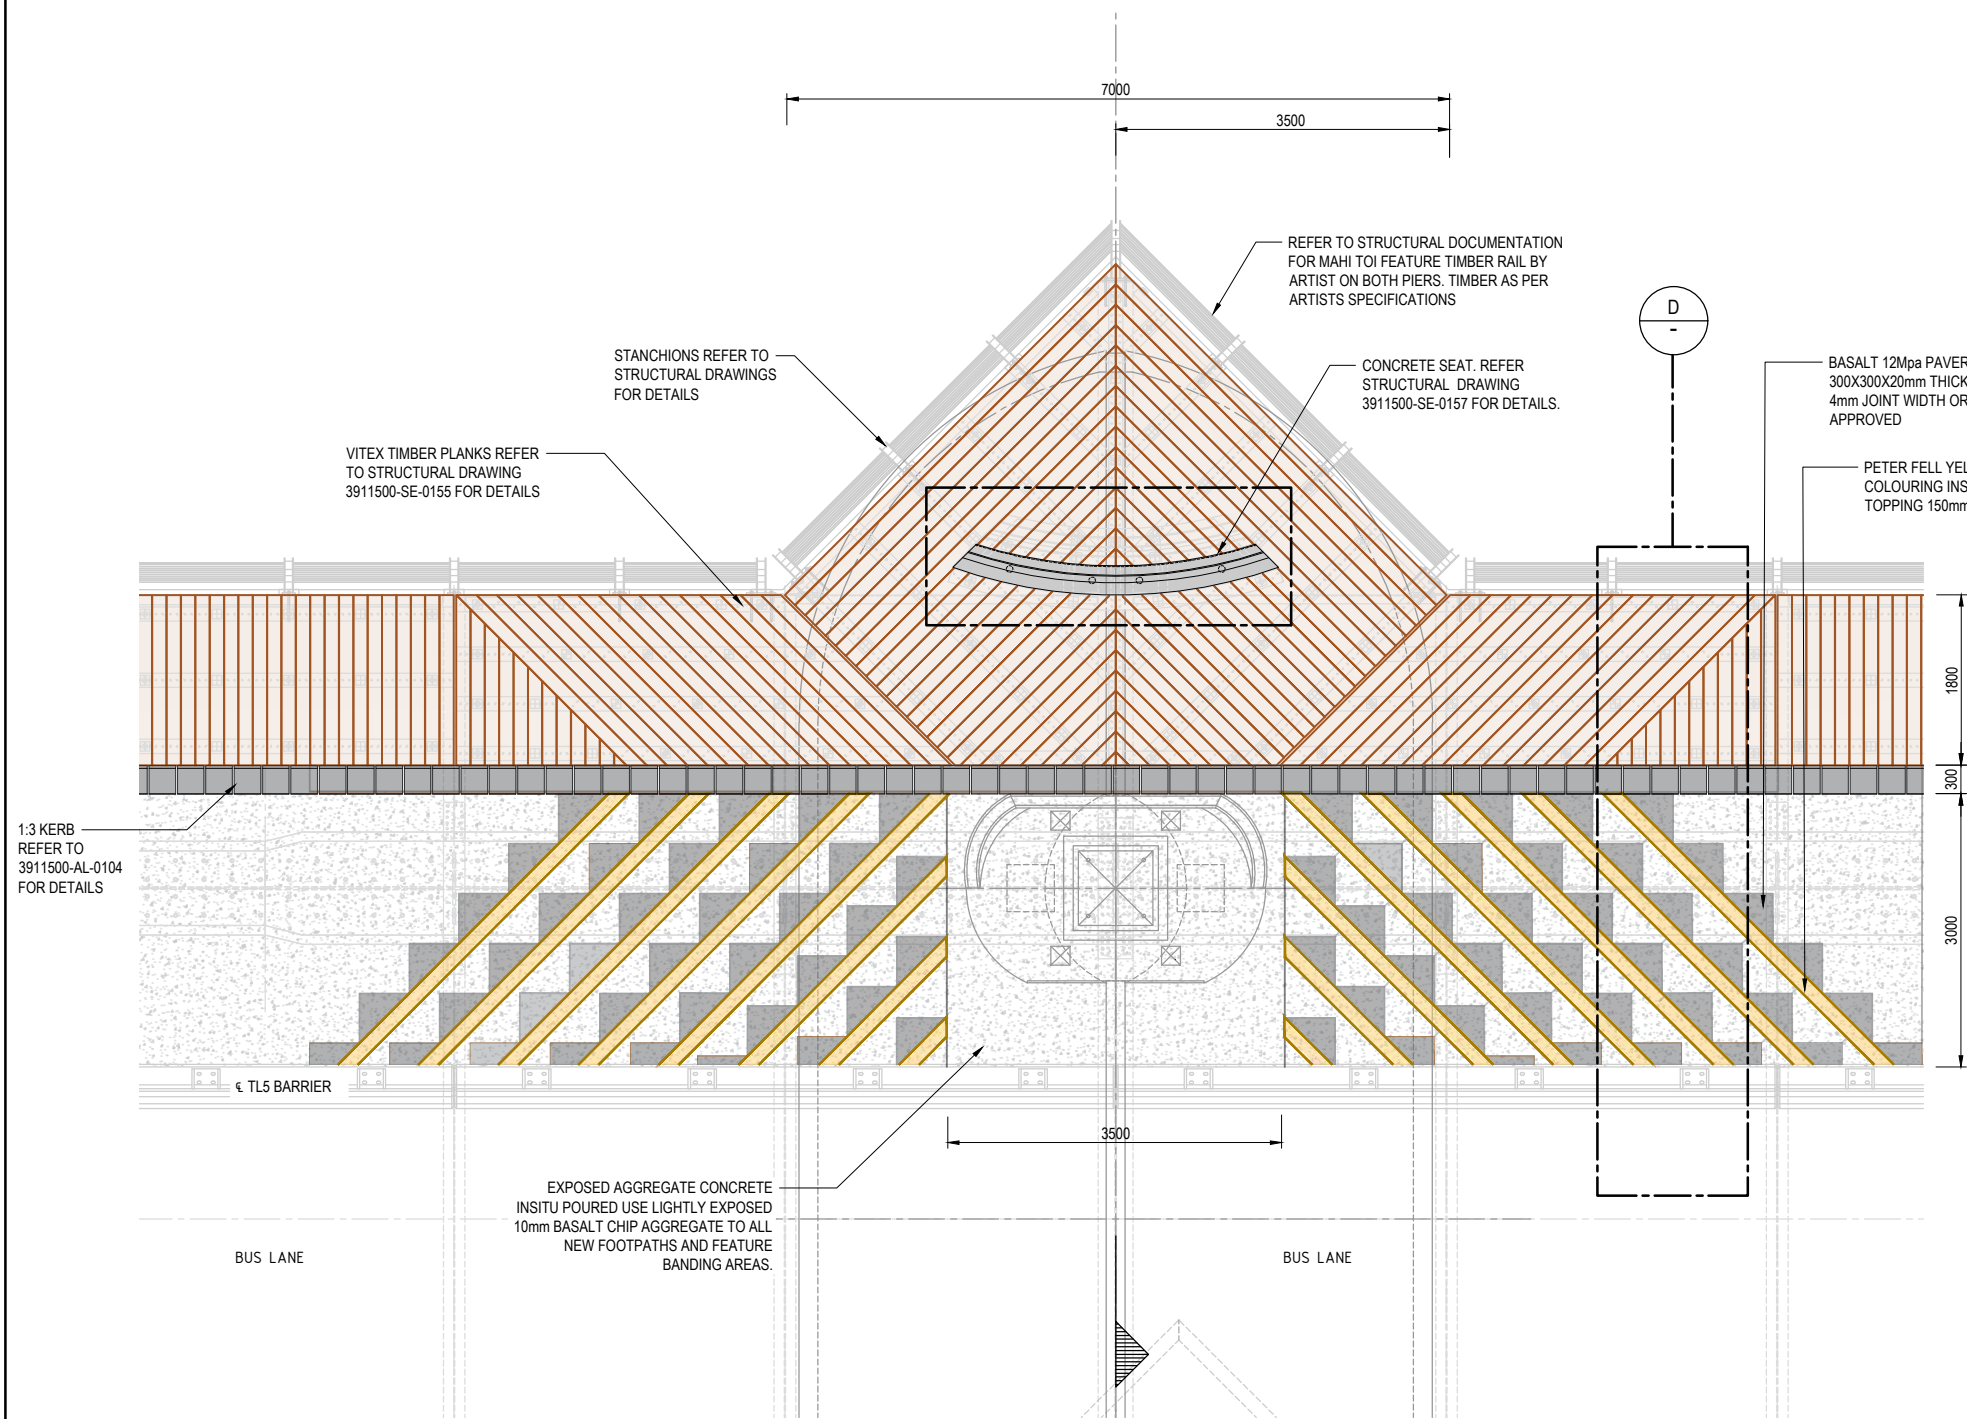 7000
3500
REFER TO STRUCTURAL DOCUMENTATION
FOR MAHI TOI FEATURE TIMBER RAIL BY
ARTIST ON BOTH PIERS. TIMBER AS PER
ARTISTS SPECIFICATIONS
D
-
STANCHIONS REFER TO
STRUCTURAL DRAWINGS
FOR DETAILS
CONCRETE SEAT. REFER
STRUCTURAL DRAWING
3911500-SE-0157 FOR DETAILS.
BASALT 12Mpa PAVER
300X300X20mm THICK
4mm JOINT WIDTH OR
APPROVED
VITEX TIMBER PLANKS REFER
TO STRUCTURAL DRAWING
3911500-SE-0155 FOR DETAILS
PETER FELL YEL
COLOURING INS
TOPPING 150mm
1800
300
3000
1:3 KERB
REFER TO
3911500-AL-0104
FOR DETAILS
℄ TL5 BARRIER
3500
EXPOSED AGGREGATE CONCRETE
INSITU POURED USE LIGHTLY EXPOSED
10mm BASALT CHIP AGGREGATE TO ALL
NEW FOOTPATHS AND FEATURE
BANDING AREAS.
BUS LANE
BUS LANE